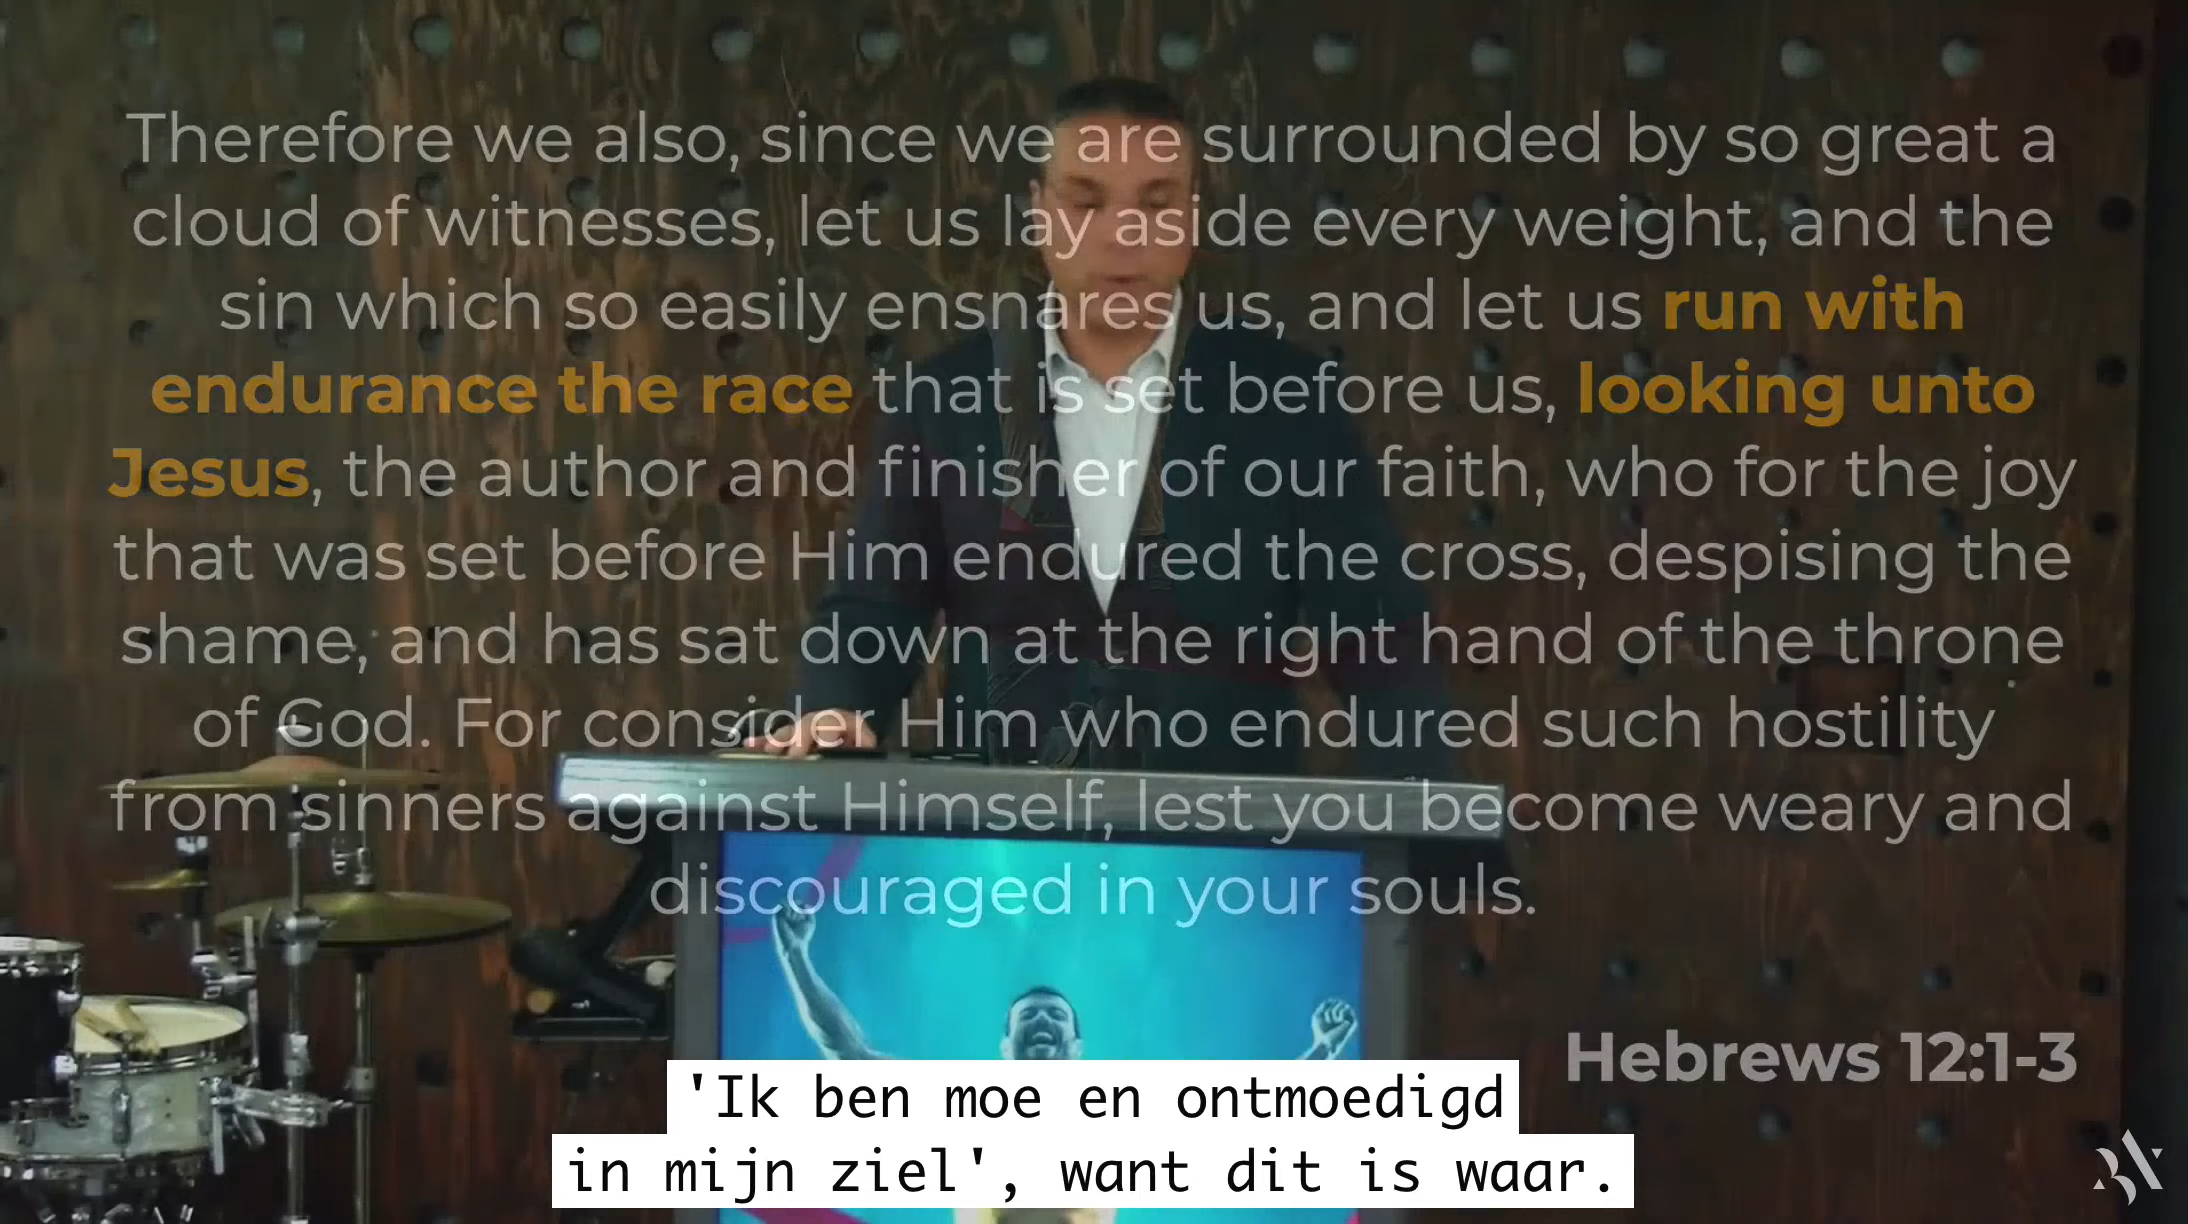 Therefore we also, since we are surrounded by so great a
cloud of witnesses, let us lay aside every weight, and the
sin which so easily ensnares us, and let us run with
endurance the race that is set before us, looking unto
Jesus, the author and finisher of our faith, who for the joy
that was set before Him endured the cross, despising the
shame, and has sat down at the right hand of the throne
of God. For consider Him who endured such hostility
from sinners against Himself, lest you become weary and
discouraged in your souls.
Hebrews 12:1-3
'Ik ben moe en ontmoedigd
in mijn ziel', want dit is waar.